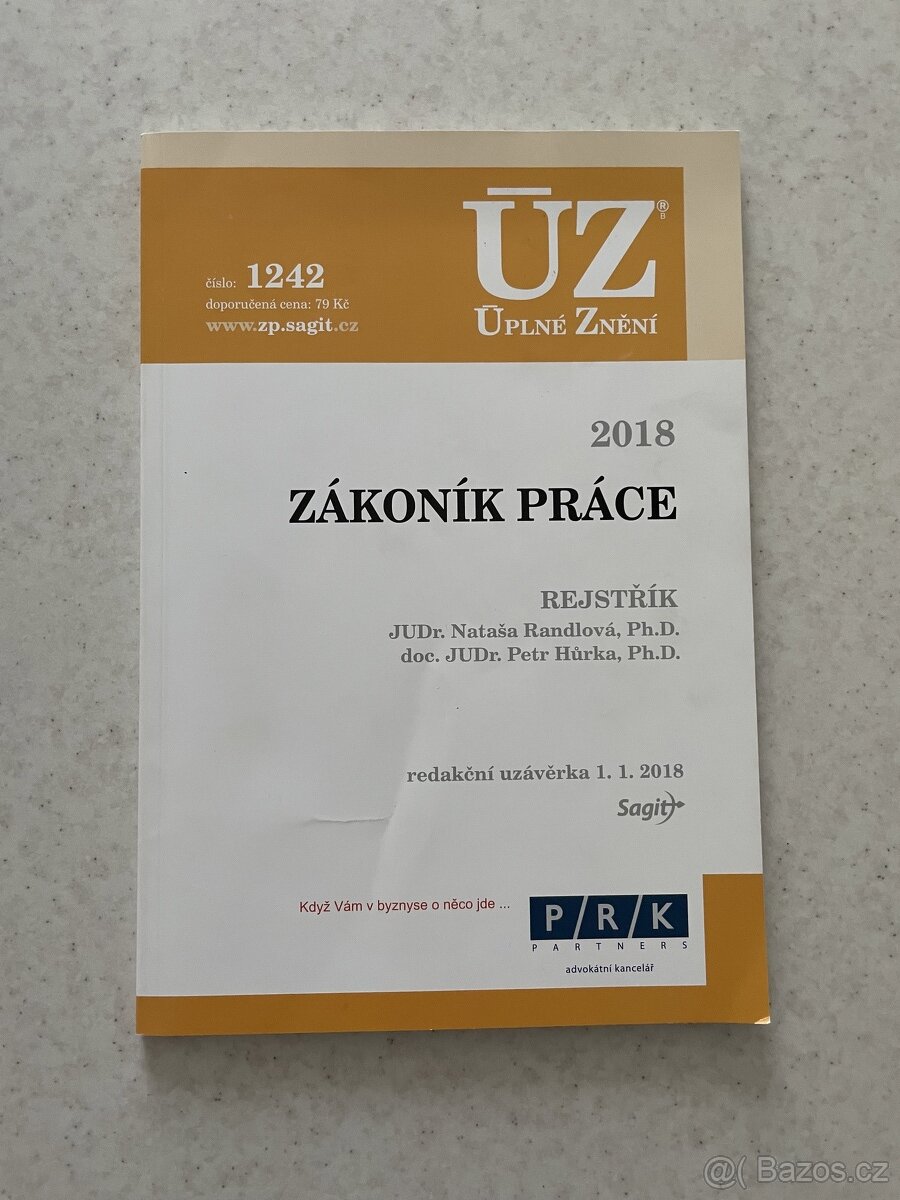 číslo: 1242
doporučená cena: 79 Kč
www.zp.sagit.cz
ŪZ®
B
ŪPLNÉ ZNĚNÍ
2018
ZÁKONÍK PRÁCE
REJSTŘÍK
JUDr. Nataša Randlová, Ph.D.
doc. JUDr. Petr Hůrka, Ph.D.
redakční uzávěrka 1. 1. 2018
Sagit
Když Vám v byznyse o něco jde ...
P/R/K
PARTNERS
advokátní kancelář
@( Bazos.cz